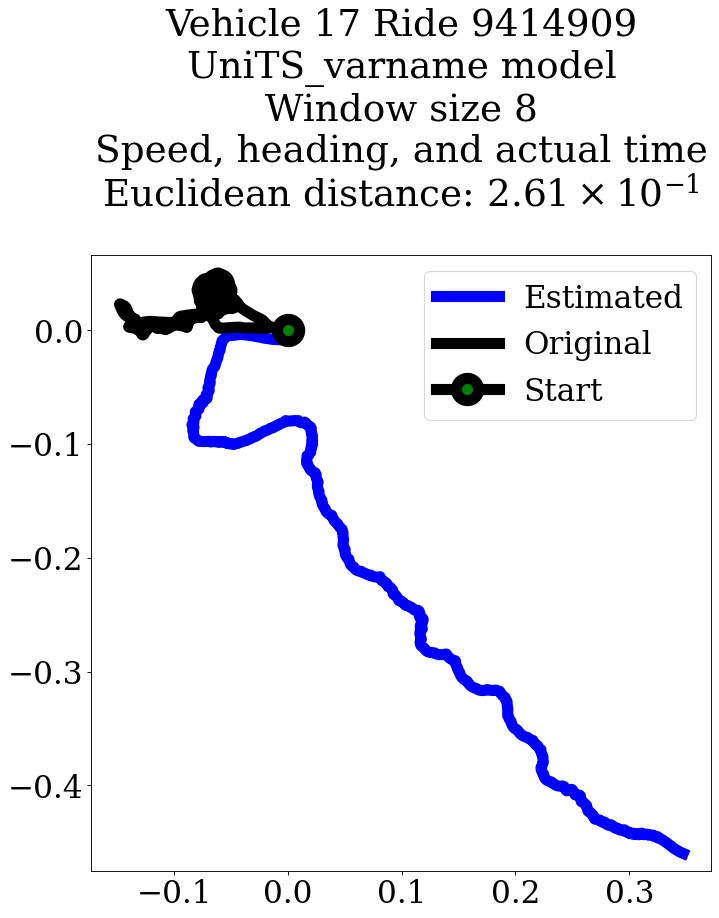 Vehicle 17 Ride 9414909
UniTS_varname model
Window size 8
Speed, heading, and actual time
Euclidean distance: 2.61 × 10⁻¹
Estimated
Original
Start
0.0
−0.1
−0.2
−0.3
−0.4
−0.1 0.0 0.1 0.2 0.3